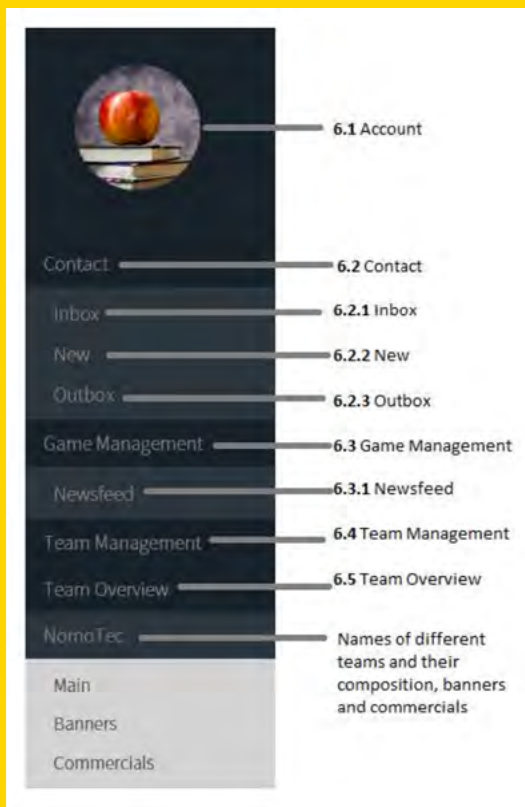 6.1 Account
Contact
6.2 Contact
Inbox
6.2.1 Inbox
New
6.2.2 New
Outbox
6.2.3 Outbox
Game Management
6.3 Game Management
Newsfeed
6.3.1 Newsfeed
Team Management
6.4 Team Management
Team Overview
6.5 Team Overview
NomoTec
Names of different
teams and their
composition, banners
and commercials
Main
Banners
Commercials